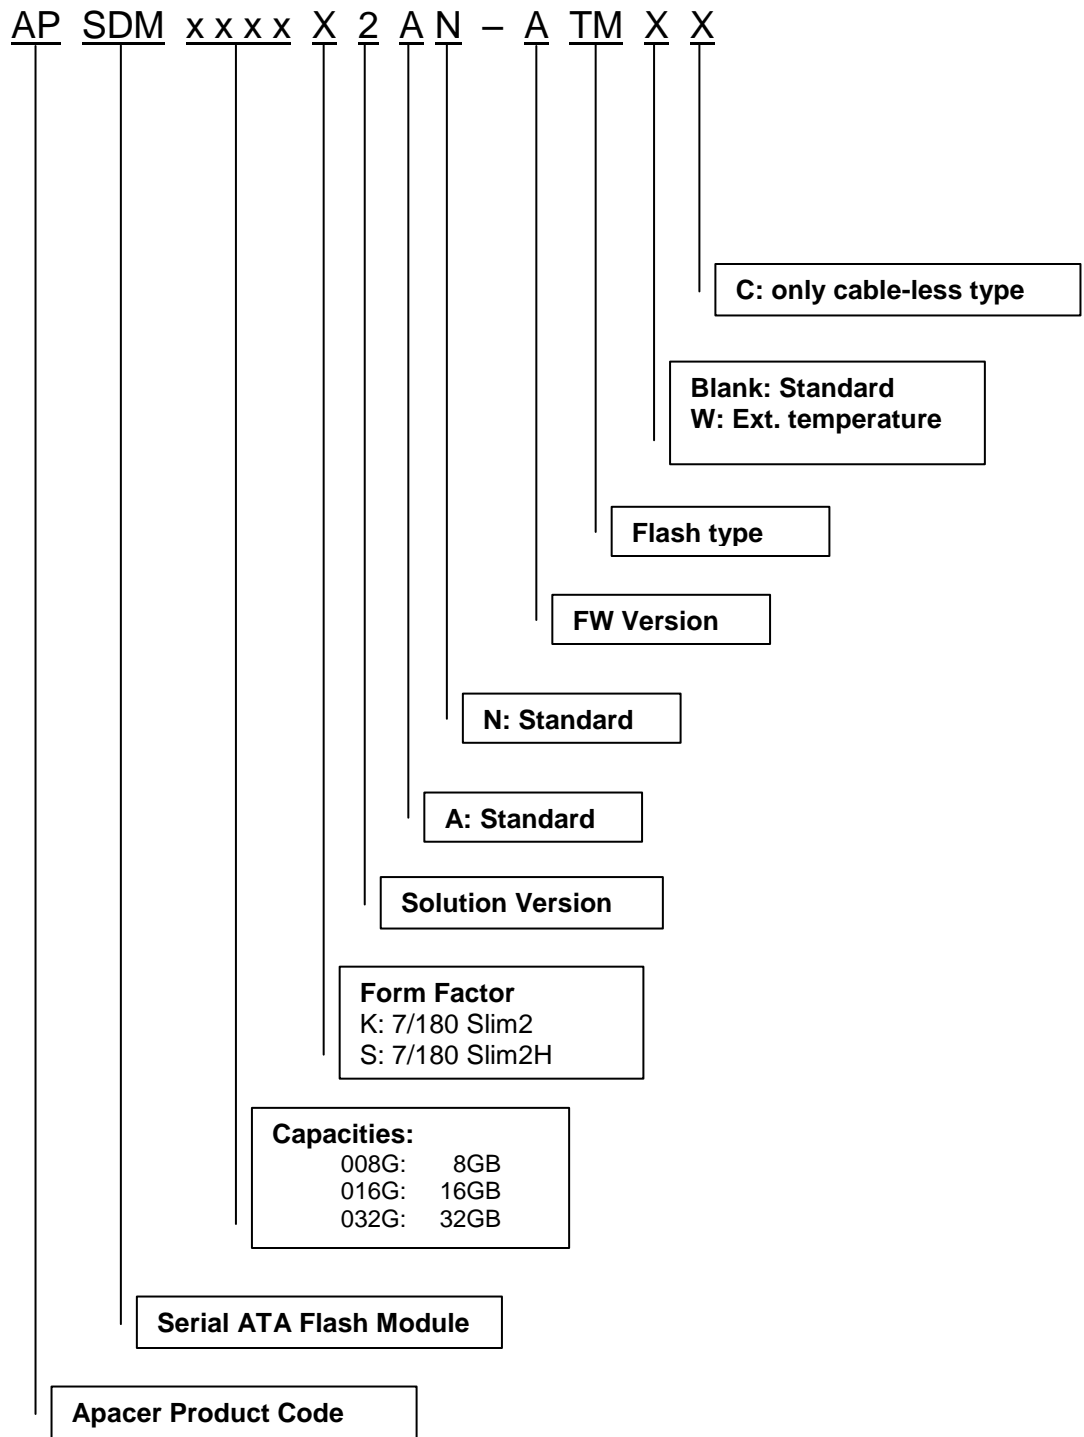 AP SDM x x x x X 2 A N – A TM X X
C: only cable-less type
Blank: Standard
W: Ext. temperature
Flash type
FW Version
N: Standard
A: Standard
Solution Version
Form Factor
K: 7/180 Slim2
S: 7/180 Slim2H
Capacities:
008G: 8GB
016G: 16GB
032G: 32GB
Serial ATA Flash Module
Apacer Product Code